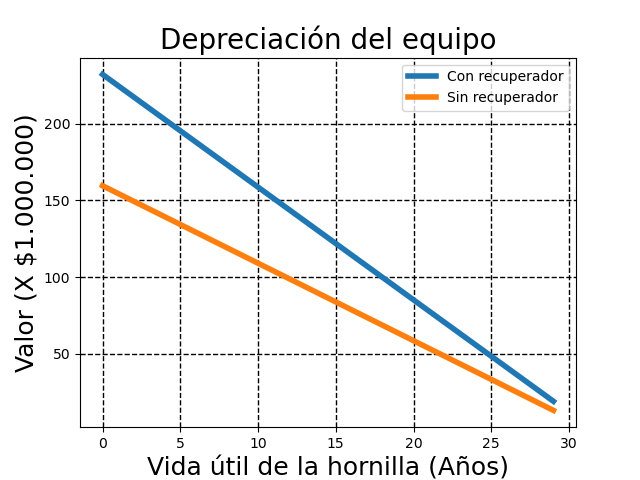 Depreciación del equipo
Con recuperador
Sin recuperador
Valor (X $1.000.000)
200
150
100
50
0 5 10 15 20 25 30
Vida útil de la hornilla (Años)